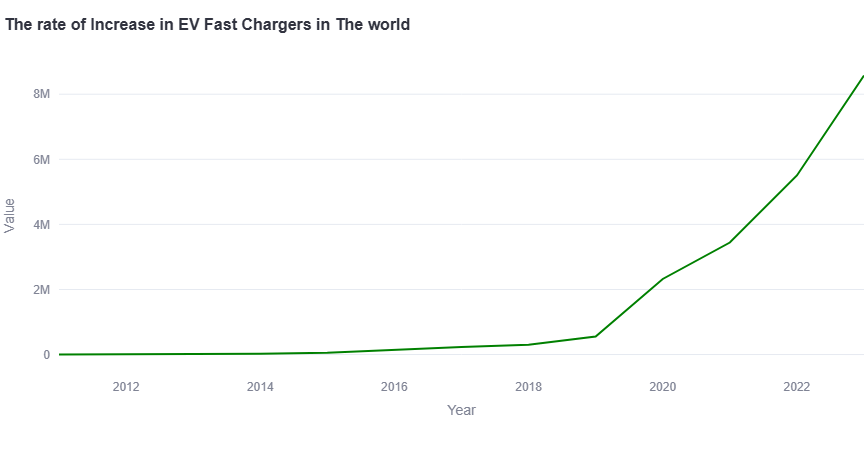 The rate of Increase in EV Fast Chargers in The world
8M
6M
4M
2M
0
Value
2012 2014 2016 2018 2020 2022
Year